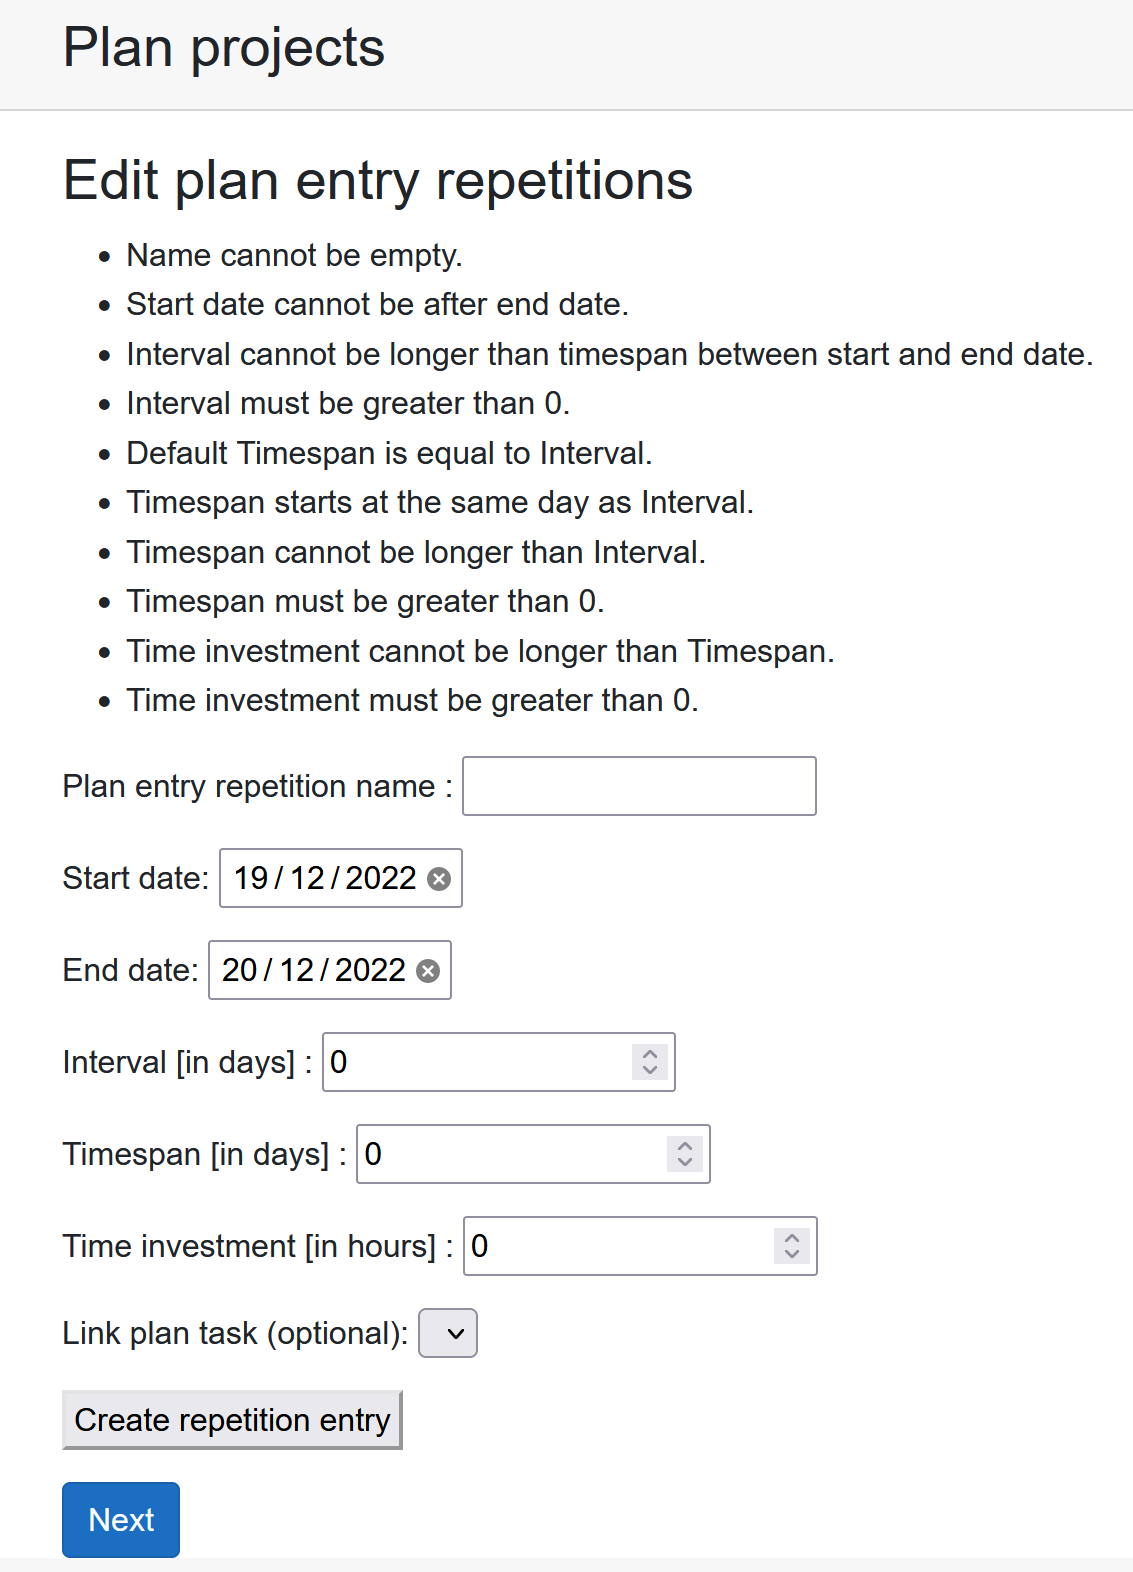 Plan projects
Edit plan entry repetitions
• Name cannot be empty.
• Start date cannot be after end date.
• Interval cannot be longer than timespan between start and end date.
• Interval must be greater than 0.
• Default Timespan is equal to Interval.
• Timespan starts at the same day as Interval.
• Timespan cannot be longer than Interval.
• Timespan must be greater than 0.
• Time investment cannot be longer than Timespan.
• Time investment must be greater than 0.
Plan entry repetition name :
Start date: 19 / 12 / 2022
End date: 20 / 12 / 2022
Interval [in days] : 0
Timespan [in days] : 0
Time investment [in hours] : 0
Link plan task (optional):
Create repetition entry
Next